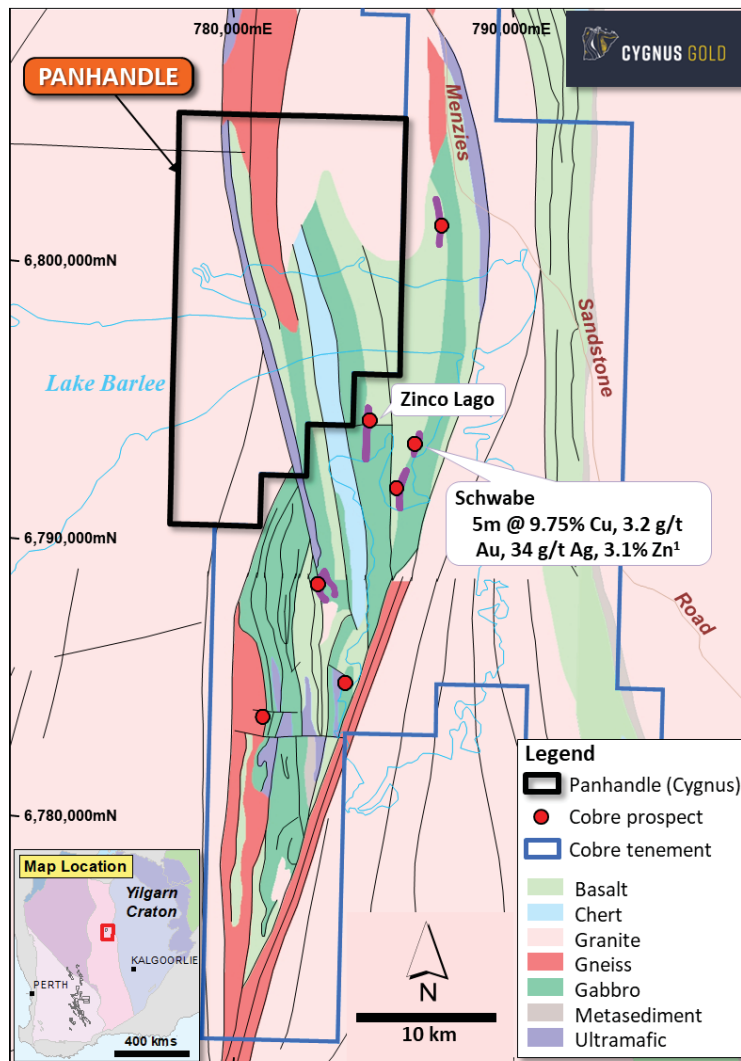 780,000mE
790,000mE
CYGNUS GOLD
PANHANDLE
Menzies
6,800,000mN
Sandstone
Lake Barlee
Zinco Lago
Schwabe
5m @ 9.75% Cu, 3.2 g/t
Au, 34 g/t Ag, 3.1% Zn¹
6,790,000mN
Road
6,780,000mN
Legend
Panhandle (Cygnus)
Cobre prospect
Cobre tenement
Basalt
Chert
Granite
Gneiss
Gabbro
Metasediment
Ultramafic
N
10 km
Map Location
Yilgarn
Craton
KALGOORLIE
PERTH
400 kms